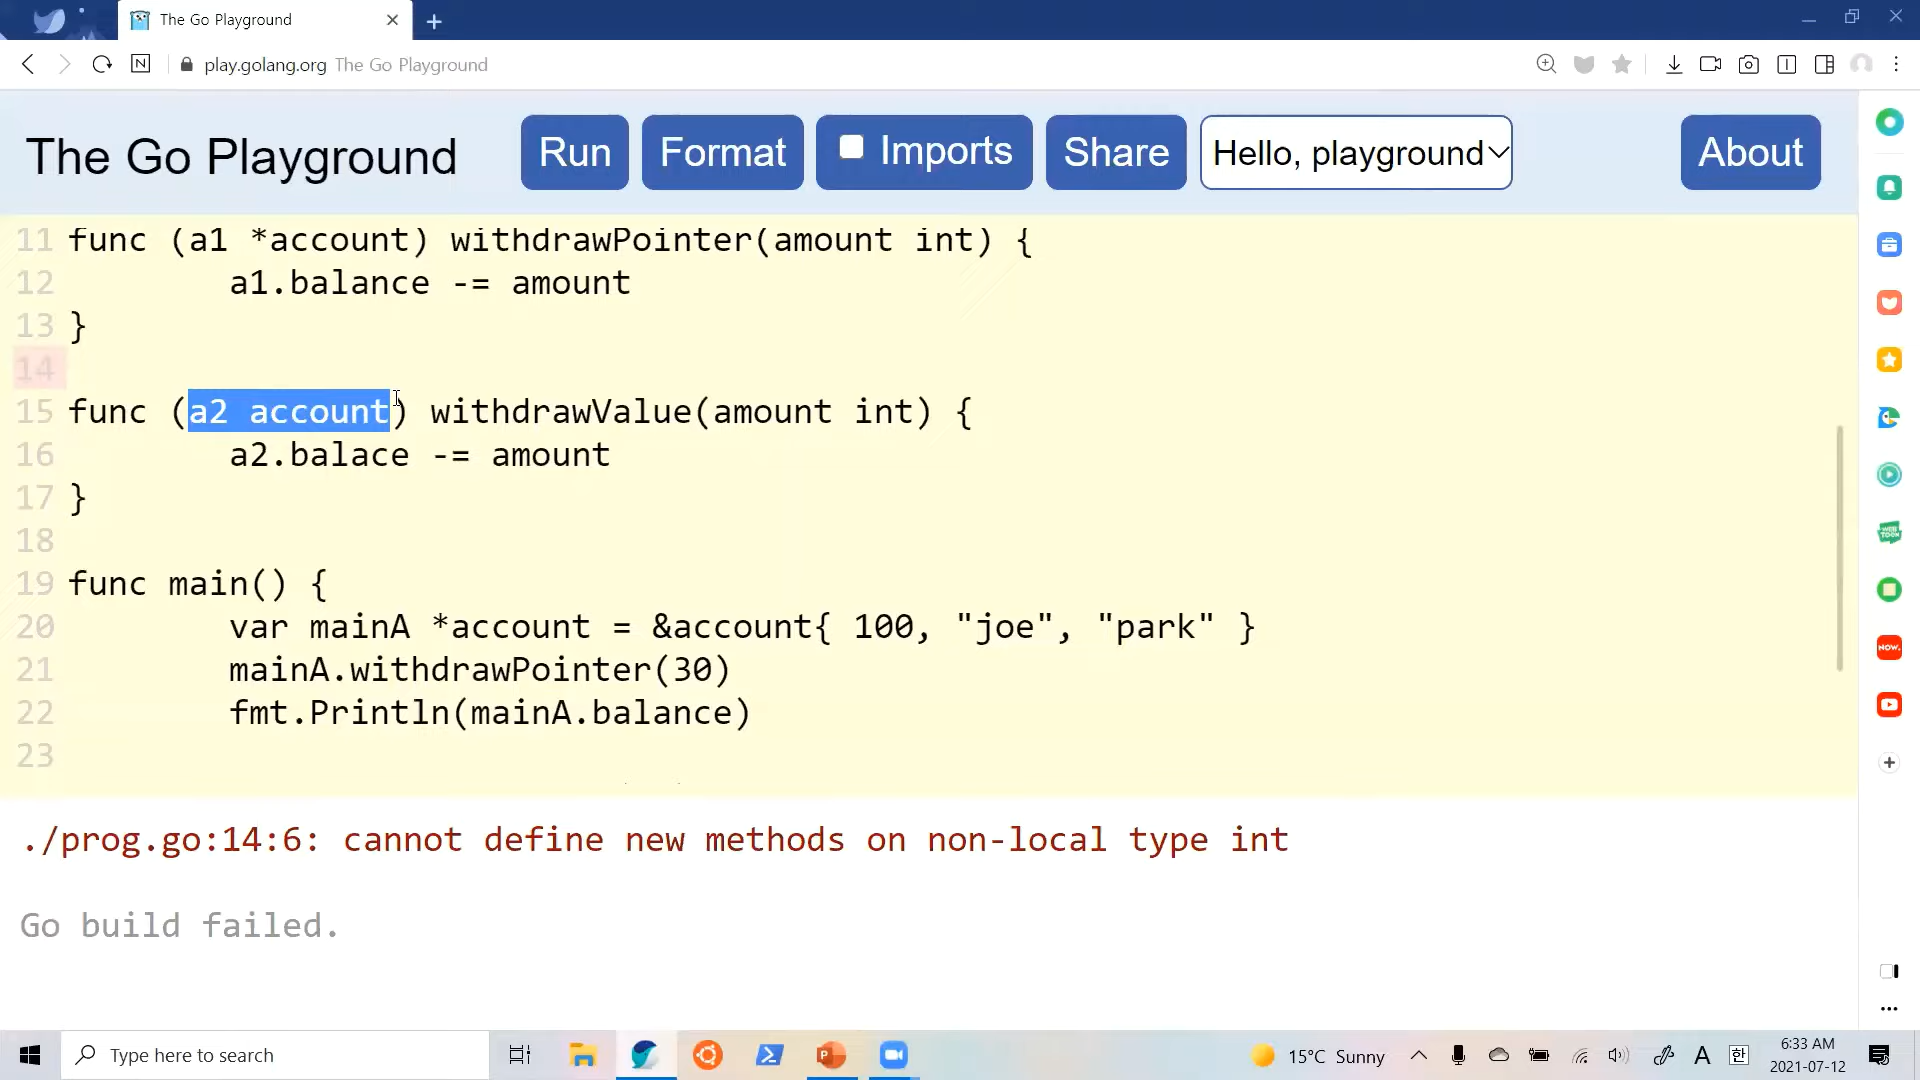 The Go Playground
play.golang.org The Go Playground
The Go Playground
Run
Format
Imports
Share
Hello, playground
About
11 func (a1 *account) withdrawPointer(amount int) {
12 a1.balance -= amount
13 }
14
15 func (a2 account) withdrawValue(amount int) {
16 a2.balace -= amount
17 }
18
19 func main() {
20 var mainA *account = &account{ 100, "joe", "park" }
21 mainA.withdrawPointer(30)
22 fmt.Println(mainA.balance)
23
./prog.go:14:6: cannot define new methods on non-local type int
Go build failed.
NOW.
Type here to search
15°C Sunny
A
한
6:33 AM
2021-07-12